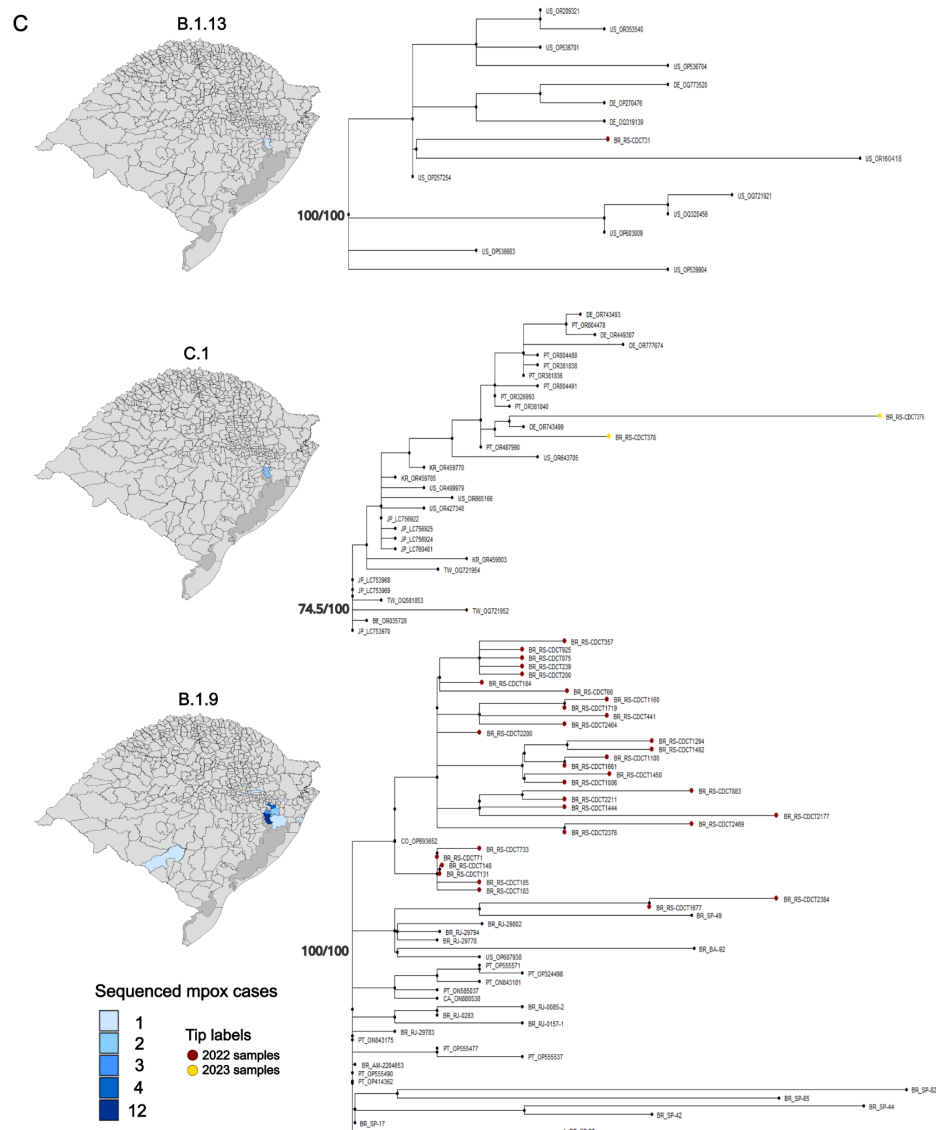 C
B.1.13
US_OR289321
US_OR353540
US_OP536701
US_OP536704
DE_OQ773520
DE_OP270476
DE_OQ319139
BR_RS-CDCT31
US_OR160418
US_OP257254
US_OQ721921
US_OQ320456
100/100
US_OP603009
US_OP536663
US_OP539904
C.1
DE_OR743493
PT_OR804478
DE_OR449307
DE_OR777674
PT_OR804488
PT_OR381838
PT_OR381836
PT_OR804491
PT_OR326993
PT_OR381840
BR_RS-CDCT379
DE_OR743499
BR_RS-CDCT378
PT_OR487990
US_OR643705
KR_OR459778
KR_OR459785
US_OR499979
US_OR665166
US_OR427348
JP_LC756922
JP_LC756925
JP_LC756924
JP_LC760461
KR_OR459803
TW_OQ721954
JP_LC753968
JP_LC753969
TW_OQ581853
74.5/100
TW_OQ721952
BE_OR035728
JP_LC753970
B.1.9
BR_RS-CDCT357
BR_RS-CDCT925
BR_RS-CDCT875
BR_RS-CDCT239
BR_RS-CDCT200
BR_RS-CDCT184
BR_RS-CDCT66
BR_RS-CDCT1160
BR_RS-CDCT1719
BR_RS-CDCT441
BR_RS-CDCT2464
BR_RS-CDCT2200
BR_RS-CDCT1294
BR_RS-CDCT1492
BR_RS-CDCT1100
BR_RS-CDCT1661
BR_RS-CDCT1450
BR_RS-CDCT1006
BR_RS-CDCT883
BR_RS-CDCT2211
BR_RS-CDCT1444
BR_RS-CDCT2177
BR_RS-CDCT2469
BR_RS-CDCT2376
CO_OP693652
BR_RS-CDCT733
BR_RS-CDCT71
BR_RS-CDCT148
BR_RS-CDCT131
BR_RS-CDCT185
BR_RS-CDCT183
BR_RS-CDCT2384
BR_RS-CDCT1677
BR_SP-49
BR_RJ-29802
BR_RJ-29794
BR_RJ-29778
100/100
BR_BA-92
US_OP687938
PT_OP555571
PT_OP324498
PT_ON843181
PT_ON585037
CA_ON880538
BR_RJ-0085-2
BR_RJ-0283
BR_RJ-0157-1
BR_RJ-29783
PT_ON843175
PT_OP555477
PT_OP555537
BR_AM-2204653
PT_OP555490
PT_OP414362
BR_SP-82
BR_SP-65
BR_SP-44
BR_SP-42
BR_SP-17
Sequenced mpox cases
1
2
3
4
12
Tip labels
2022 samples
2023 samples